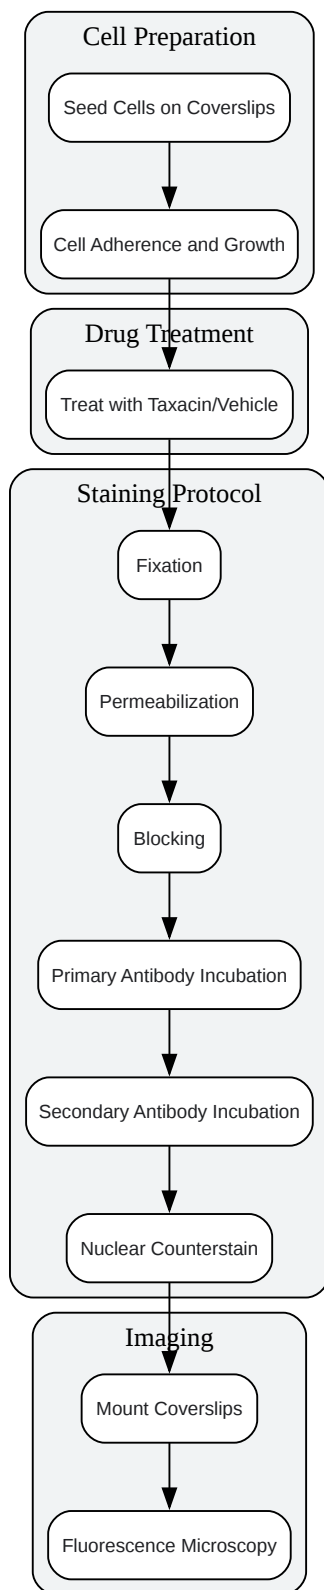 Cell Preparation
Seed Cells on Coverslips
Cell Adherence and Growth
Drug Treatment
Treat with Taxacin/Vehicle
Staining Protocol
Fixation
Permeabilization
Blocking
Primary Antibody Incubation
Secondary Antibody Incubation
Nuclear Counterstain
Imaging
Mount Coverslips
Fluorescence Microscopy